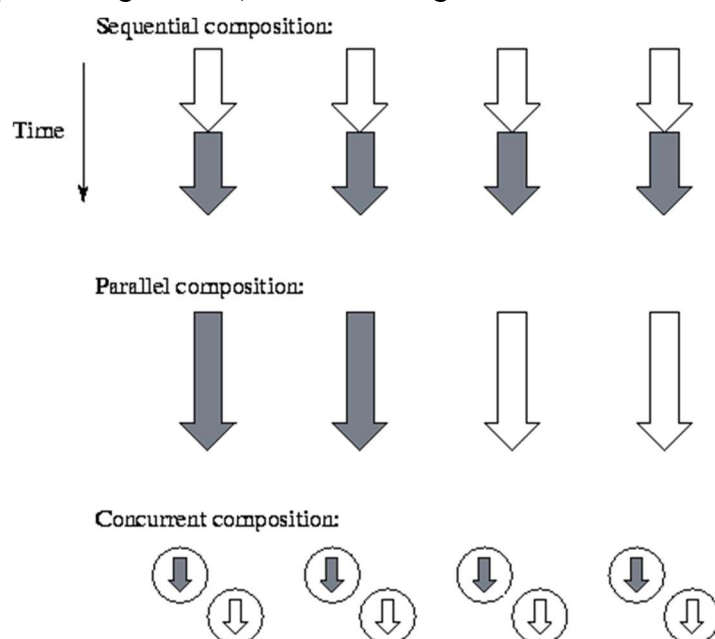 Sequential composition:
Time
Parallel composition:
Concurrent composition: